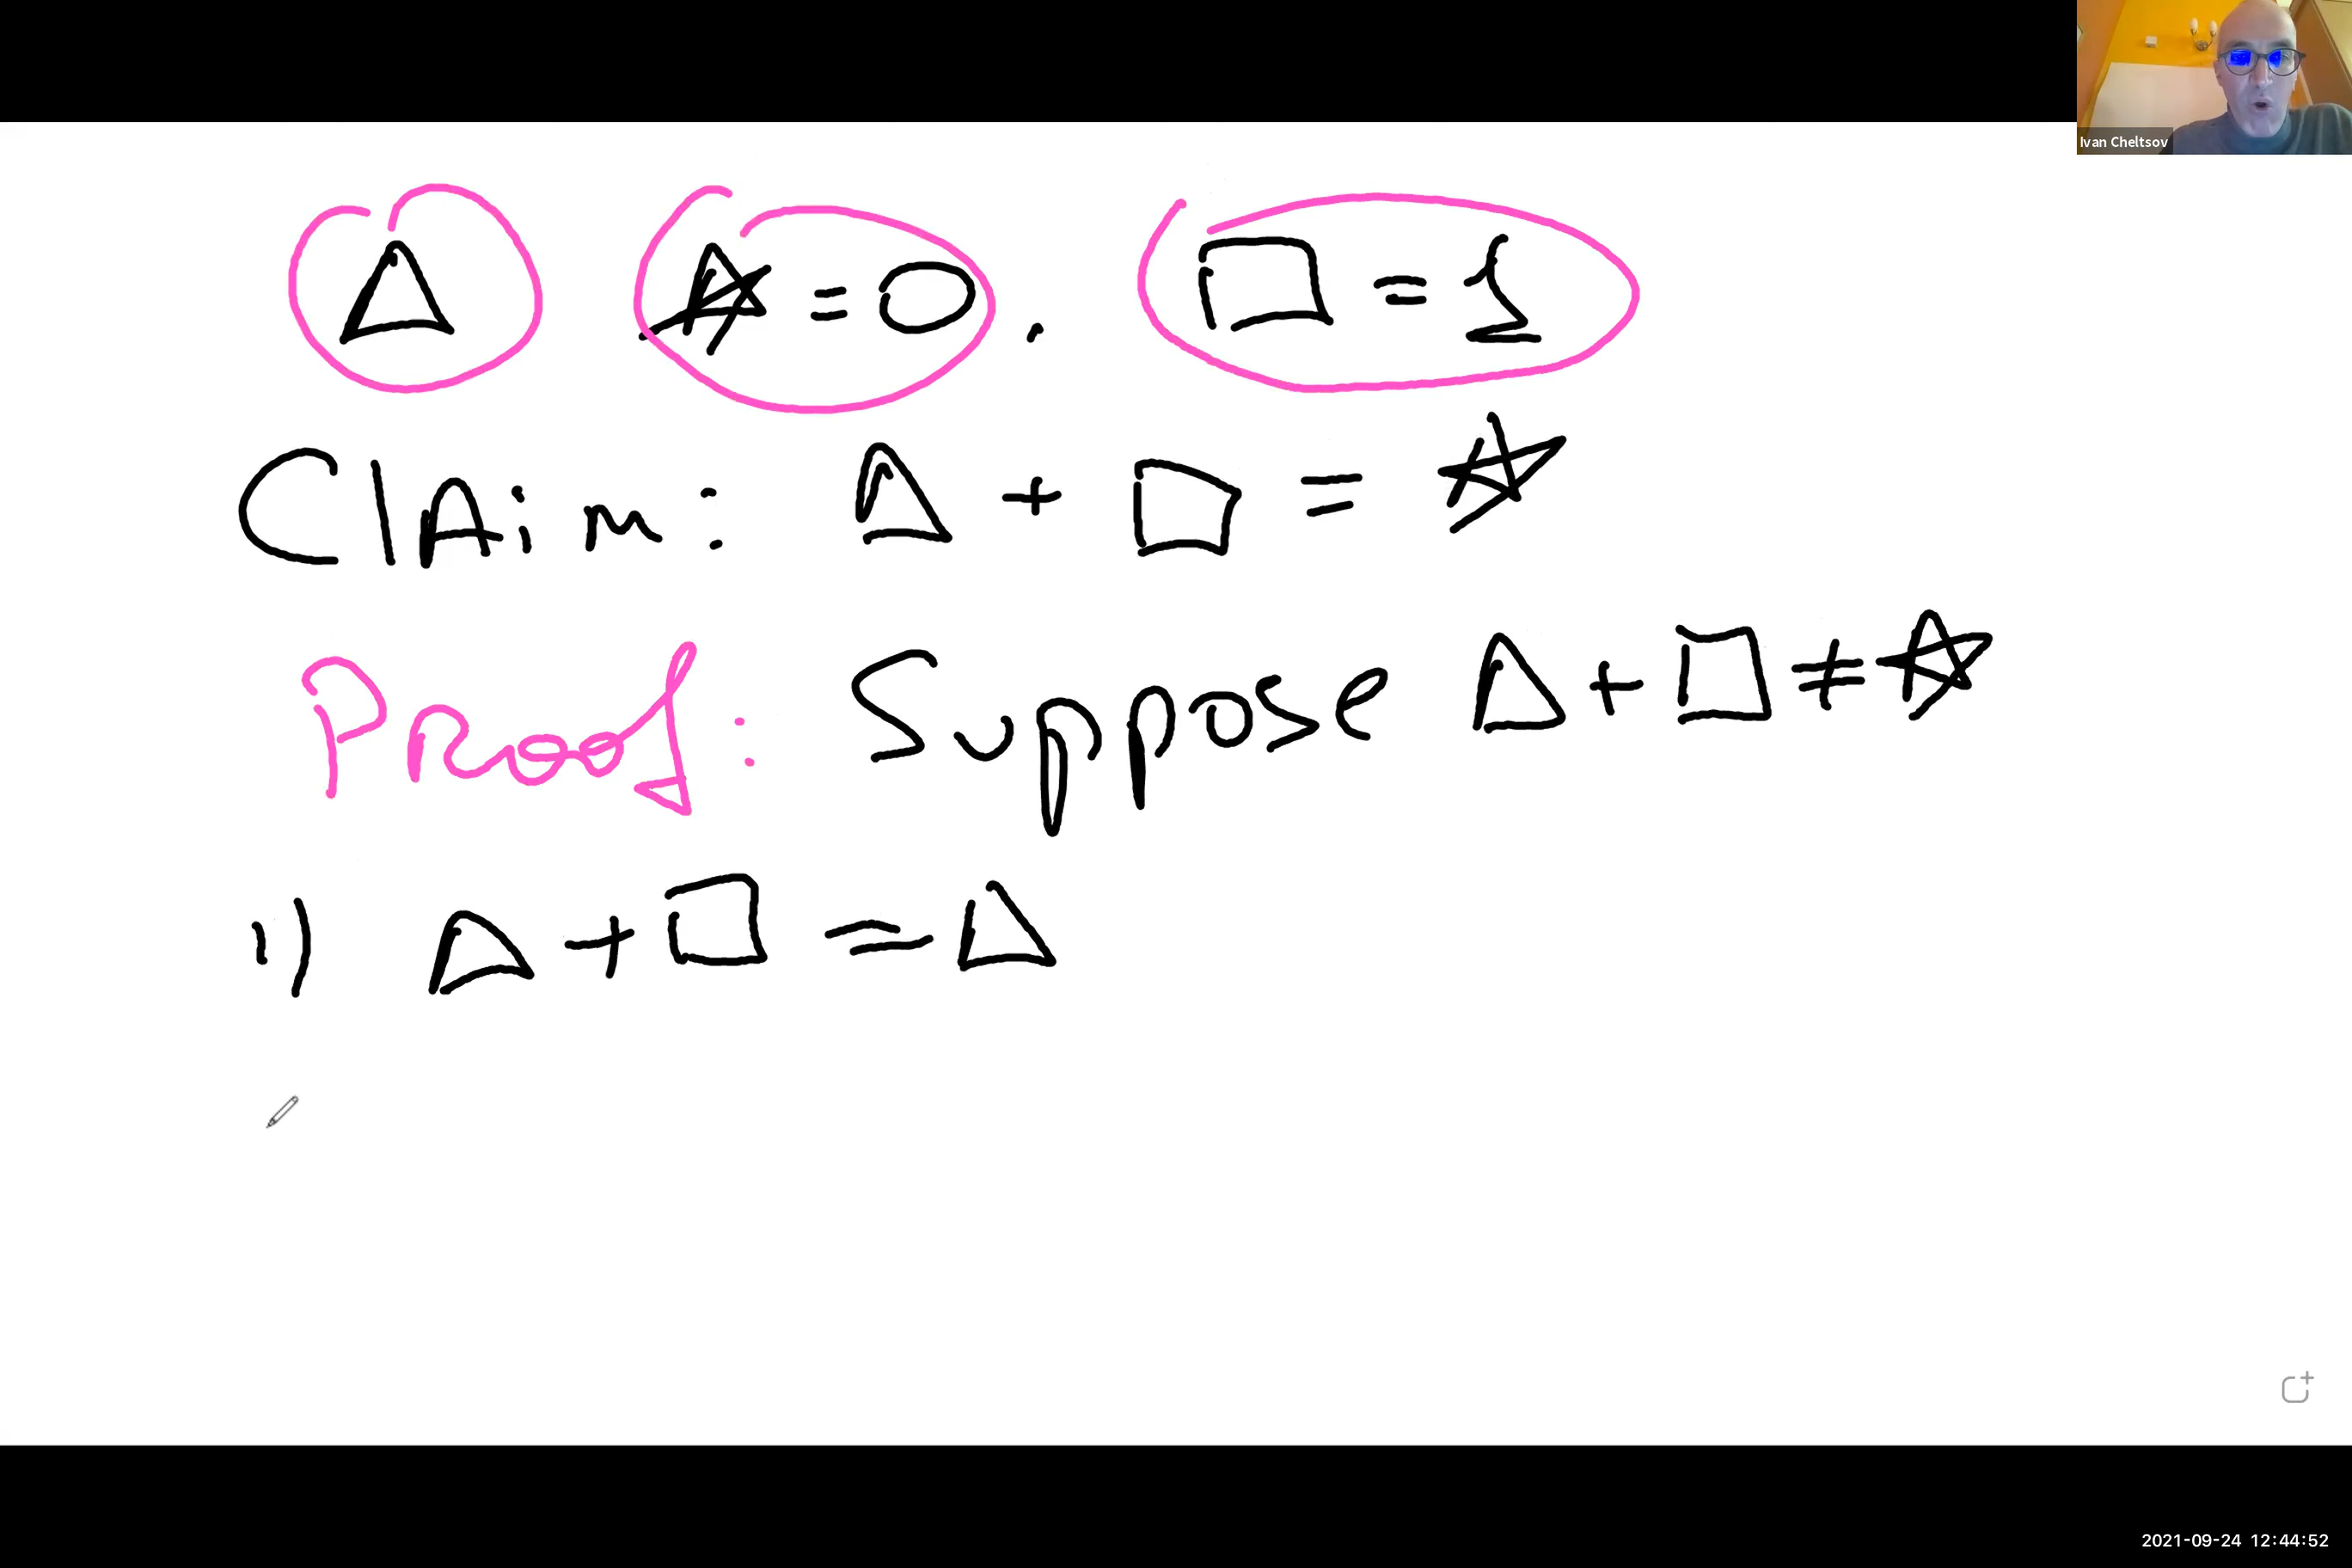 Ivan Cheltsov
△ ☆ = 0 . □ = 1
ClAim: △ + □ = ☆
PRoof: Suppose △ + □ ≠ ☆
1) △ + □ = △
2021-09-24 12:44:52